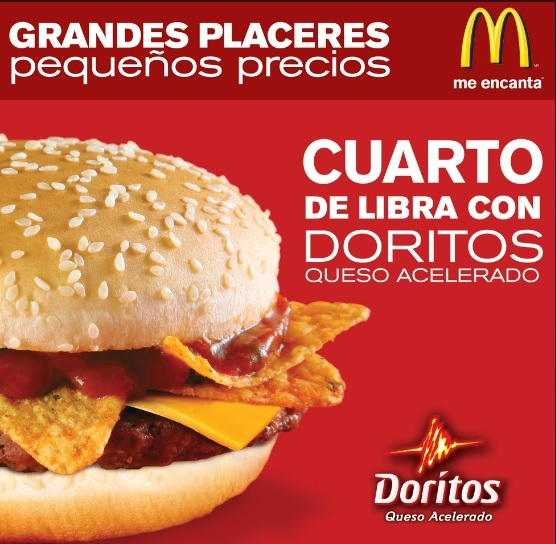 GRANDES PLACERES
pequeños precios
me encanta
CUARTO
DE LIBRA CON
DORITOS
QUESO ACELERADO
Doritos
Queso Acelerado